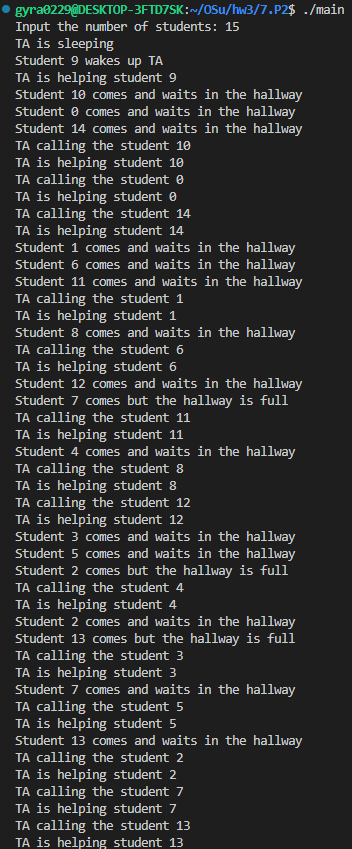 gyra0229@DESKTOP-3FTD7SK:~/OSu/hw3/7.P2$ ./main
Input the number of students: 15
TA is sleeping
Student 9 wakes up TA
TA is helping student 9
Student 10 comes and waits in the hallway
Student 0 comes and waits in the hallway
Student 14 comes and waits in the hallway
TA calling the student 10
TA is helping student 10
TA calling the student 0
TA is helping student 0
TA calling the student 14
TA is helping student 14
Student 1 comes and waits in the hallway
Student 6 comes and waits in the hallway
Student 11 comes and waits in the hallway
TA calling the student 1
TA is helping student 1
Student 8 comes and waits in the hallway
TA calling the student 6
TA is helping student 6
Student 12 comes and waits in the hallway
Student 7 comes but the hallway is full
TA calling the student 11
TA is helping student 11
Student 4 comes and waits in the hallway
TA calling the student 8
TA is helping student 8
TA calling the student 12
TA is helping student 12
Student 3 comes and waits in the hallway
Student 5 comes and waits in the hallway
Student 2 comes but the hallway is full
TA calling the student 4
TA is helping student 4
Student 2 comes and waits in the hallway
Student 13 comes but the hallway is full
TA calling the student 3
TA is helping student 3
Student 7 comes and waits in the hallway
TA calling the student 5
TA is helping student 5
Student 13 comes and waits in the hallway
TA calling the student 2
TA is helping student 2
TA calling the student 7
TA is helping student 7
TA calling the student 13
TA is helping student 13